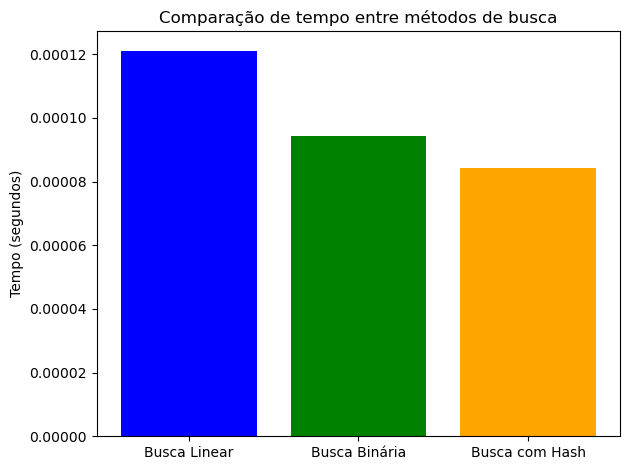 Comparação de tempo entre métodos de busca
Tempo (segundos)
0.00012
0.00010
0.00008
0.00006
0.00004
0.00002
0.00000
Busca Linear
Busca Binária
Busca com Hash